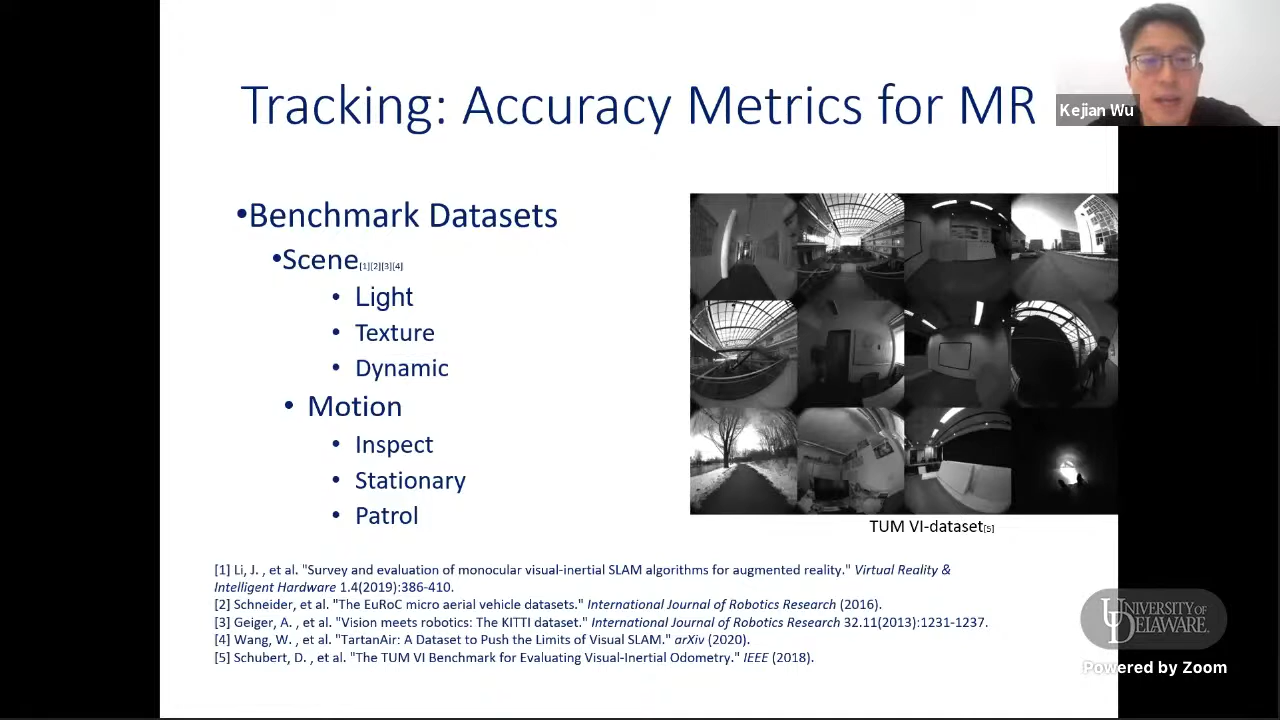 Tracking: Accuracy Metrics for MR
Kejian Wu
•Benchmark Datasets
•Scene[1][2][3][4]
• Light
• Texture
• Dynamic
• Motion
• Inspect
• Stationary
• Patrol
TUM VI-dataset[5]
[1] Li, J. , et al. "Survey and evaluation of monocular visual-inertial SLAM algorithms for augmented reality." Virtual Reality &
Intelligent Hardware 1.4(2019):386-410.
[2] Schneider, et al. "The EuRoC micro aerial vehicle datasets." International Journal of Robotics Research (2016).
[3] Geiger, A. , et al. "Vision meets robotics: The KITTI dataset." International Journal of Robotics Research 32.11(2013):1231-1237.
[4] Wang, W. , et al. "TartanAir: A Dataset to Push the Limits of Visual SLAM." arXiv (2020).
[5] Schubert, D. , et al. "The TUM VI Benchmark for Evaluating Visual-Inertial Odometry." IEEE (2018).
UNIVERSITY OF
DELAWARE.
Powered by Zoom